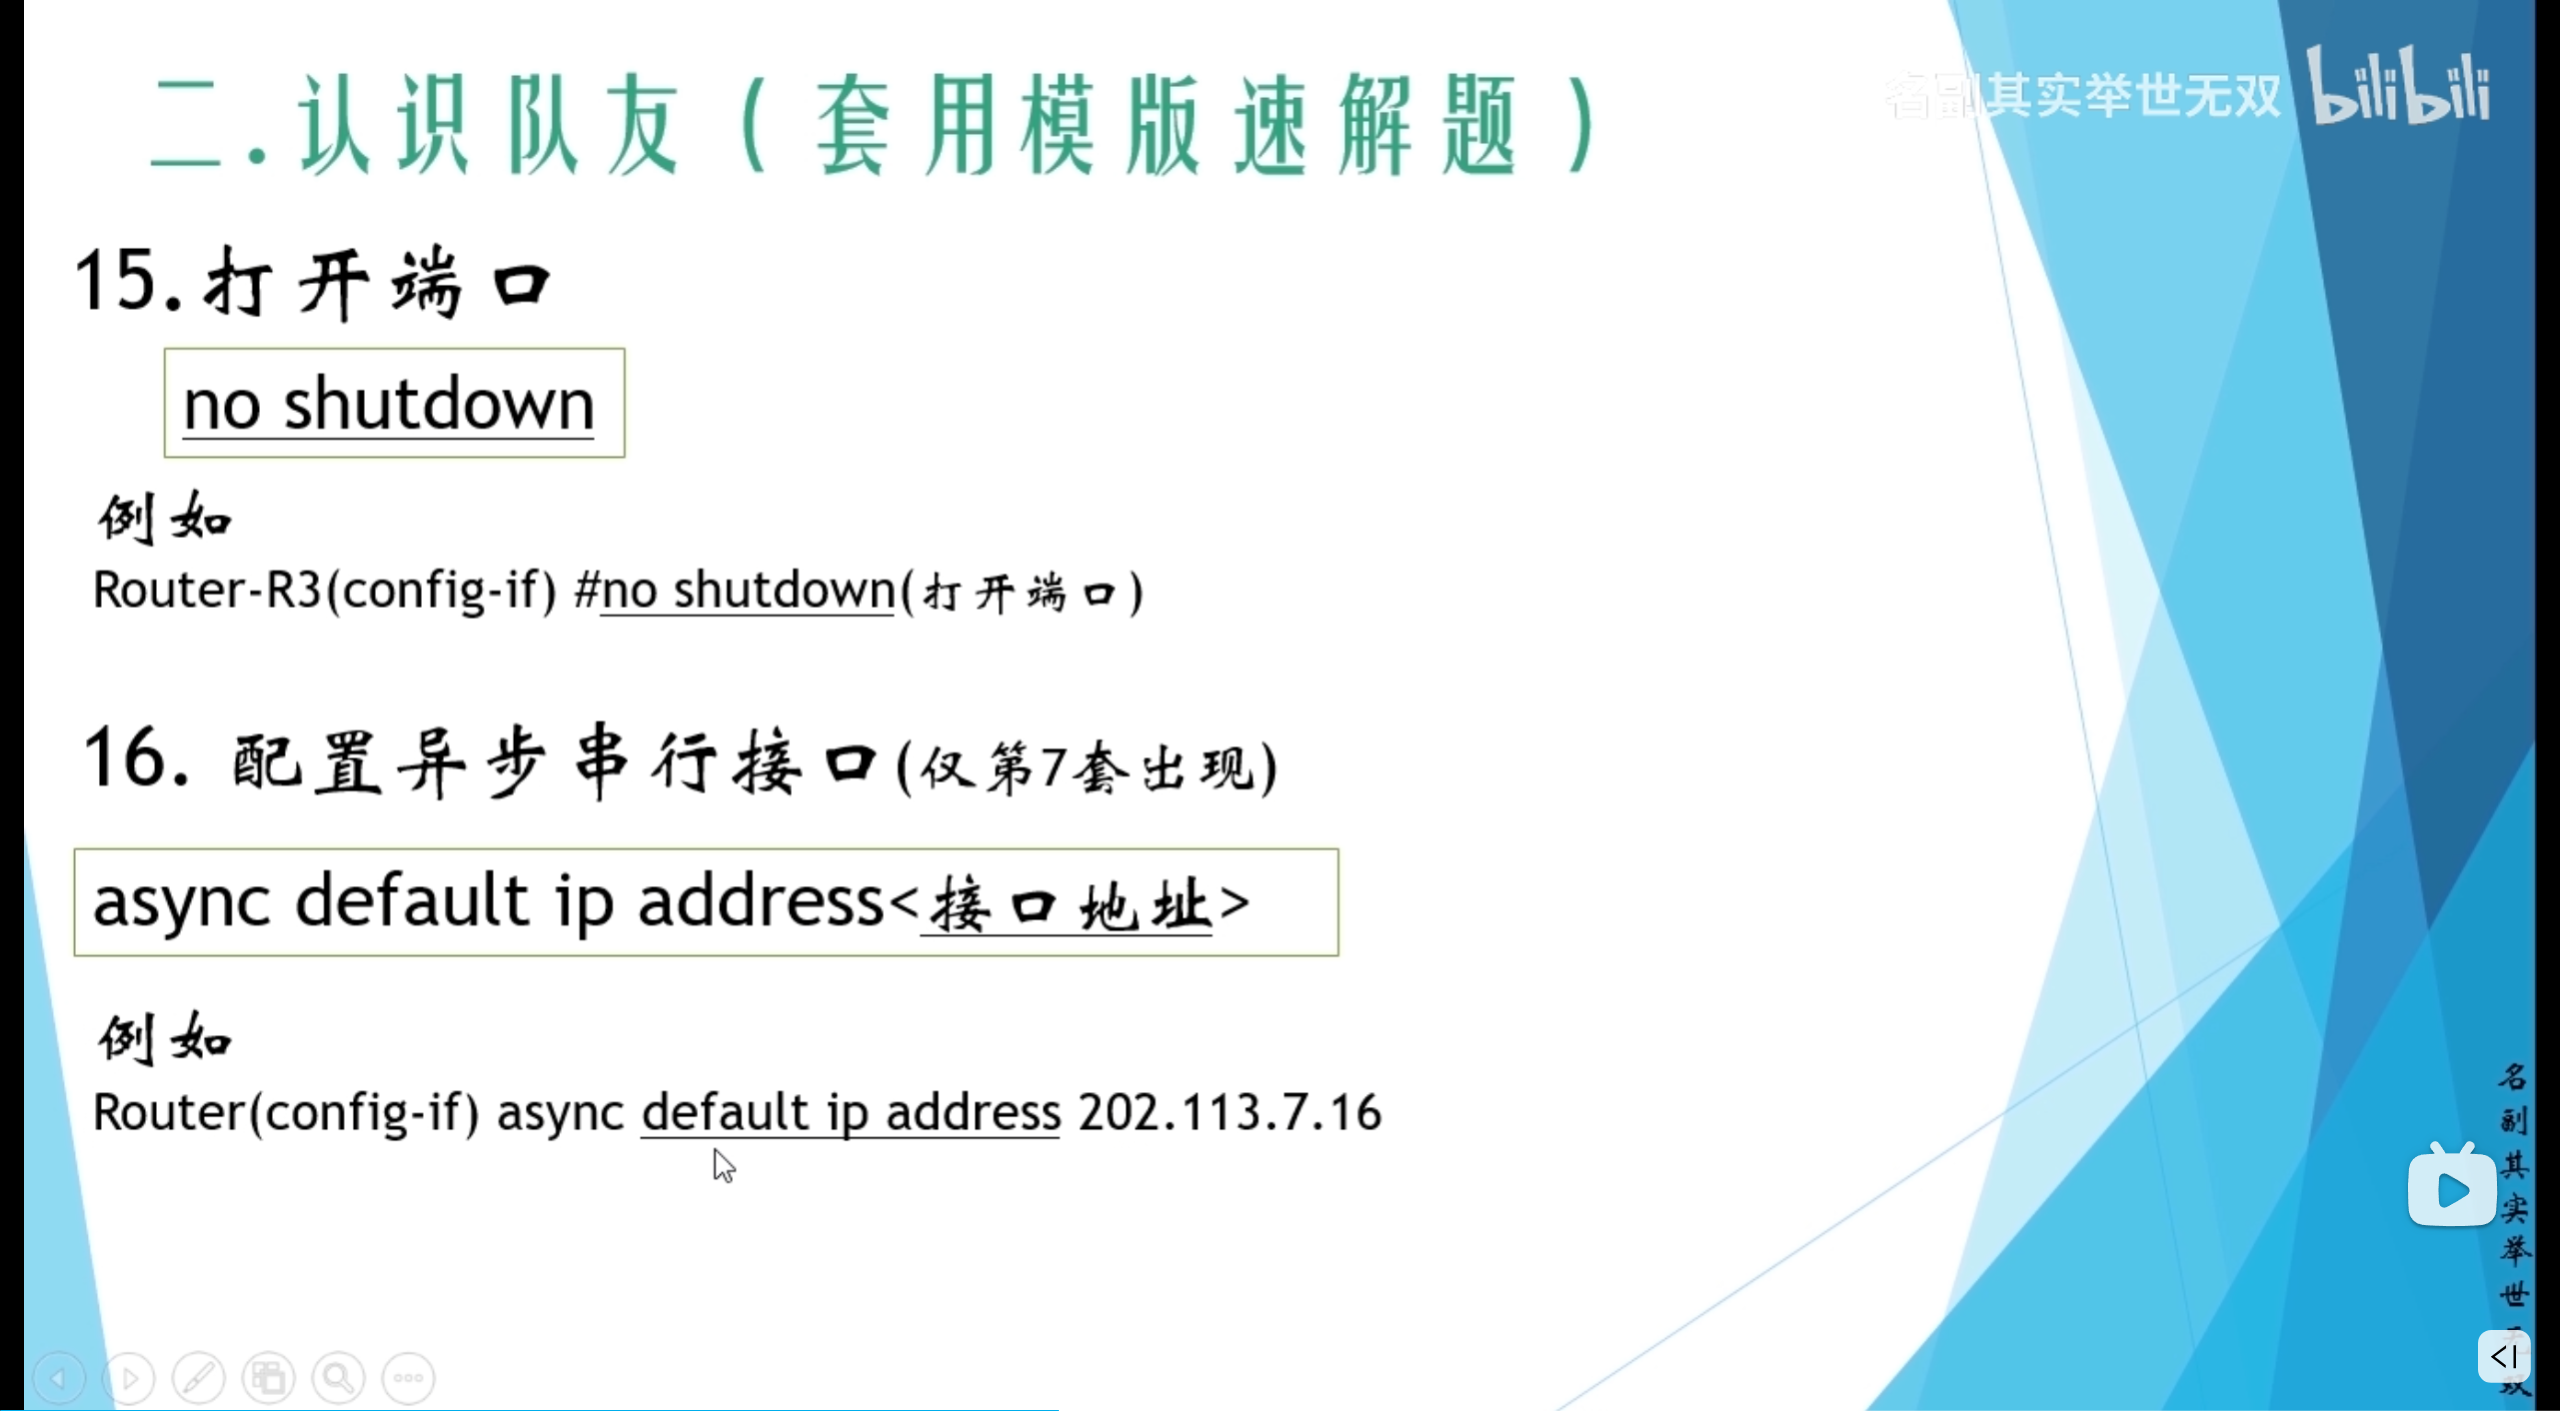 二.认识队友(套用模版速解题)
名副其实举世无双 bilibili
15.打开端口
no shutdown
例如
Router-R3(config-if) #no shutdown(打开端口)
16. 配置异步串行接口(仅第7套出现)
async default ip address<接口地址>
例如
Router(config-if) async default ip address 202.113.7.16
名副其实举世无双